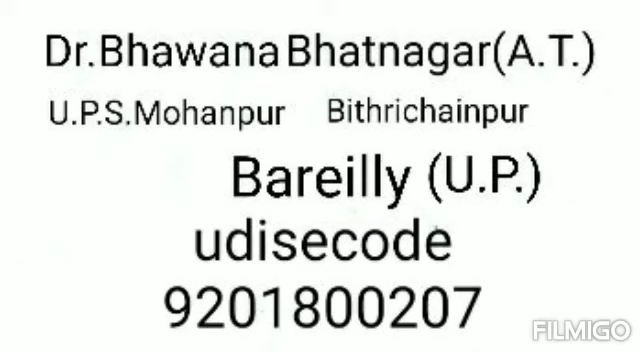 Dr.Bhawana Bhatnagar(A.T.)
U.P.S.Mohanpur Bithrichainpur
Bareilly (U.P.)
udisecode
9201800207
FILMIGO